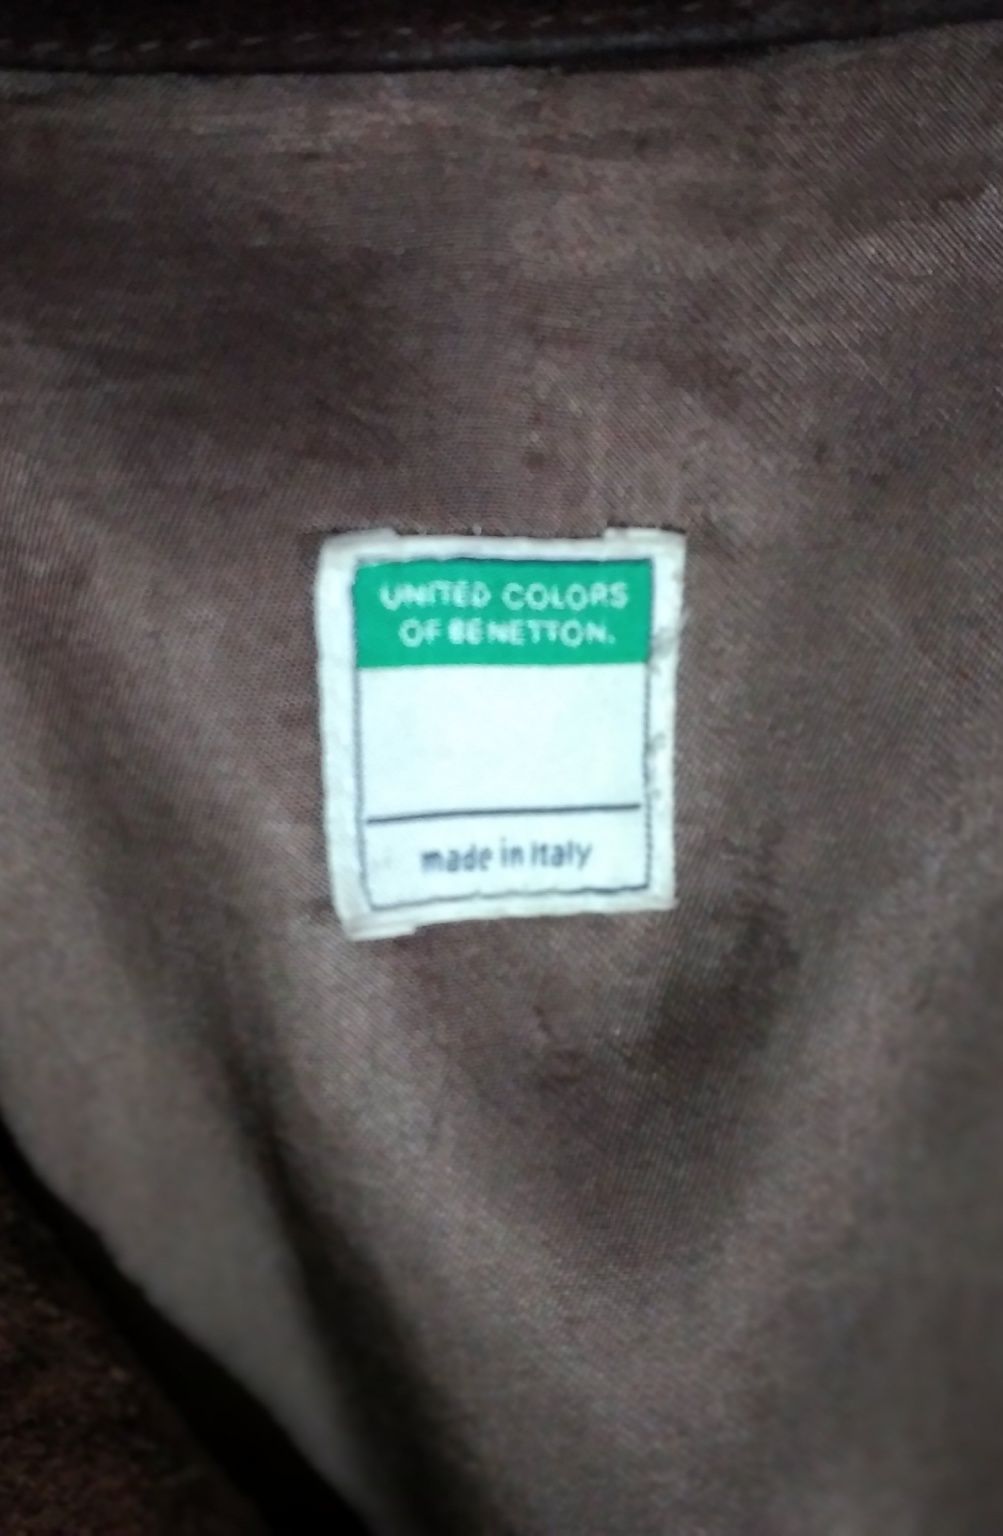 UNITED COLORS
OF BENETTON.
made in Italy